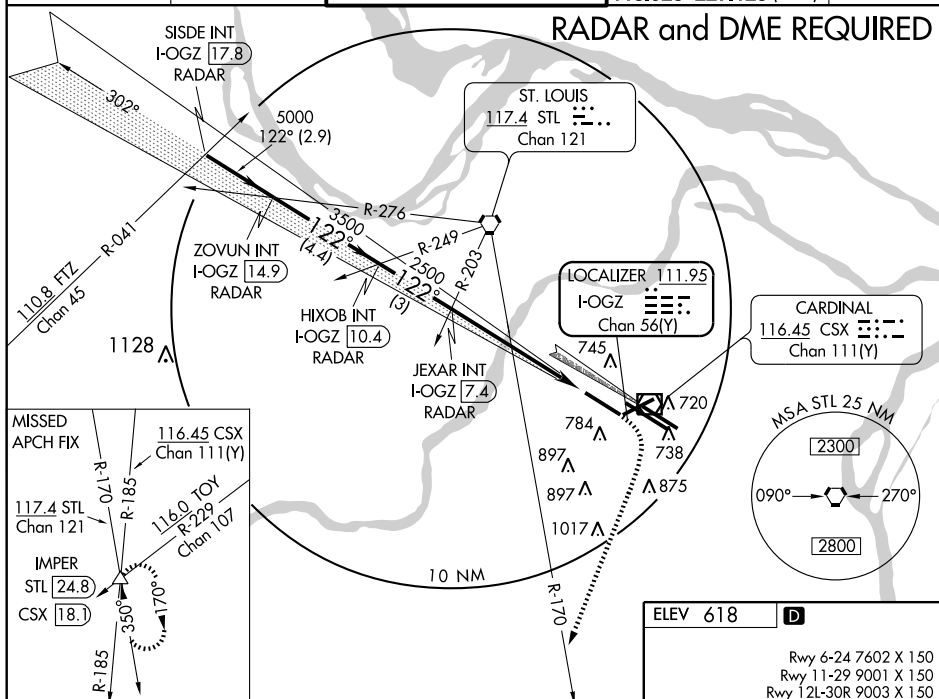 RADAR and DME REQUIRED
SISDE INT
I-OGZ 17.8
RADAR
302°
5000
122° (2.9)
ST. LOUIS
117.4 STL
Chan 121
R-276
R-041
3500
122°
(4.4)
R-249
R-203
2500
122°
(3)
ZOVUN INT
I-OGZ 14.9
RADAR
110.8 FTZ
Chan 45
HIXOB INT
I-OGZ 10.4
RADAR
LOCALIZER 111.95
I-OGZ
Chan 56(Y)
CARDINAL
116.45 CSX
Chan 111(Y)
1128
JEXAR INT
I-OGZ 7.4
RADAR
745
720
784
738
897
897
875
1017
MSA STL 25 NM
2300
090°
270°
2800
MISSED
APCH FIX
116.45 CSX
Chan 111(Y)
R-170
R-185
117.4 STL
Chan 121
116.0 TOY
R-229
Chan 107
IMPER
STL 24.8
CSX 18.1
350°
170°
R-185
10 NM
R-170
ELEV 618 D
Rwy 6-24 7602 X 150
Rwy 11-29 9001 X 150
Rwy 12L-30R 9003 X 150